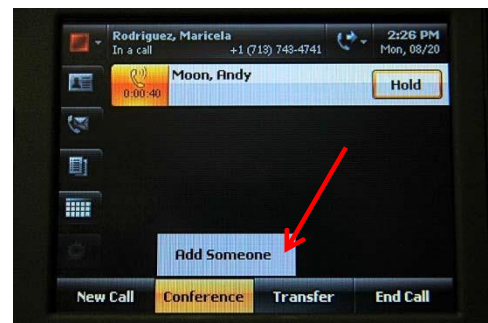 Rodriguez, Maricela
In a call +1 (713) 743-4741
2:26 PM
Mon, 08/20
Moon, Andy
0:00:40
Hold
Add Someone
New Call Conference Transfer End Call